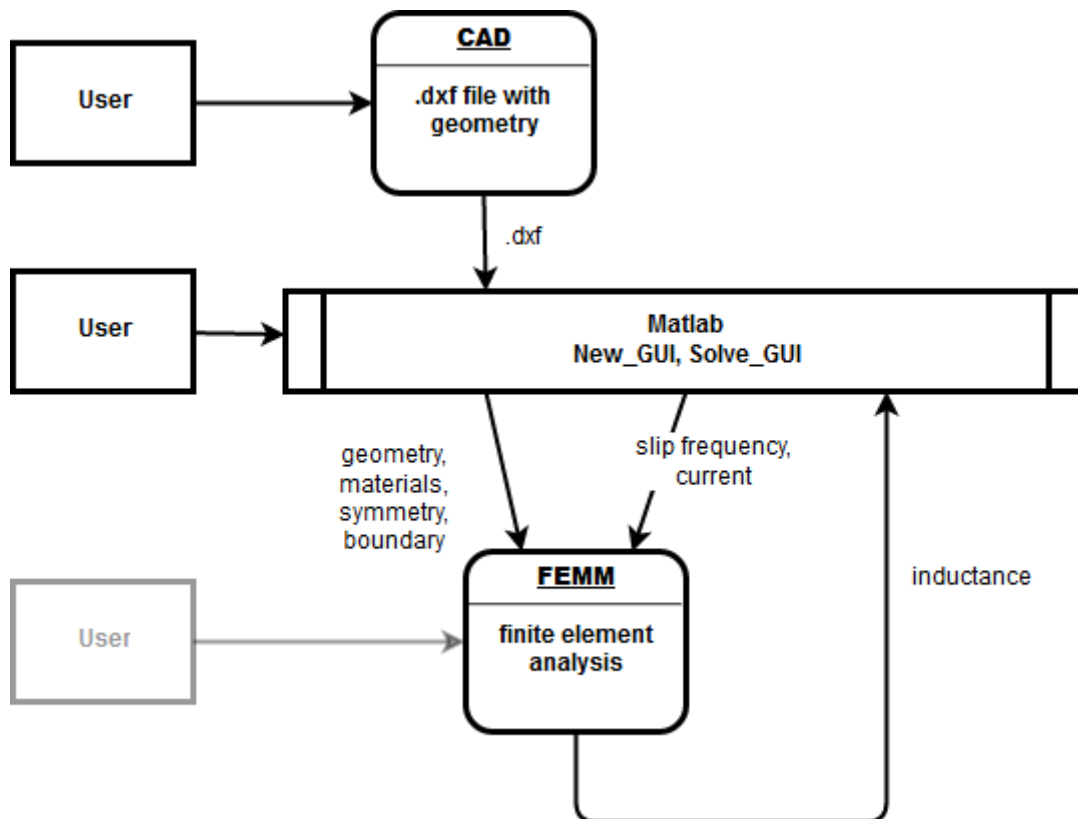 CAD
User
.dxf file with
geometry
.dxf
User
Matlab
New_GUI, Solve_GUI
geometry,
materials,
symmetry,
boundary
slip frequency,
current
FEMM
inductance
User
finite element
analysis